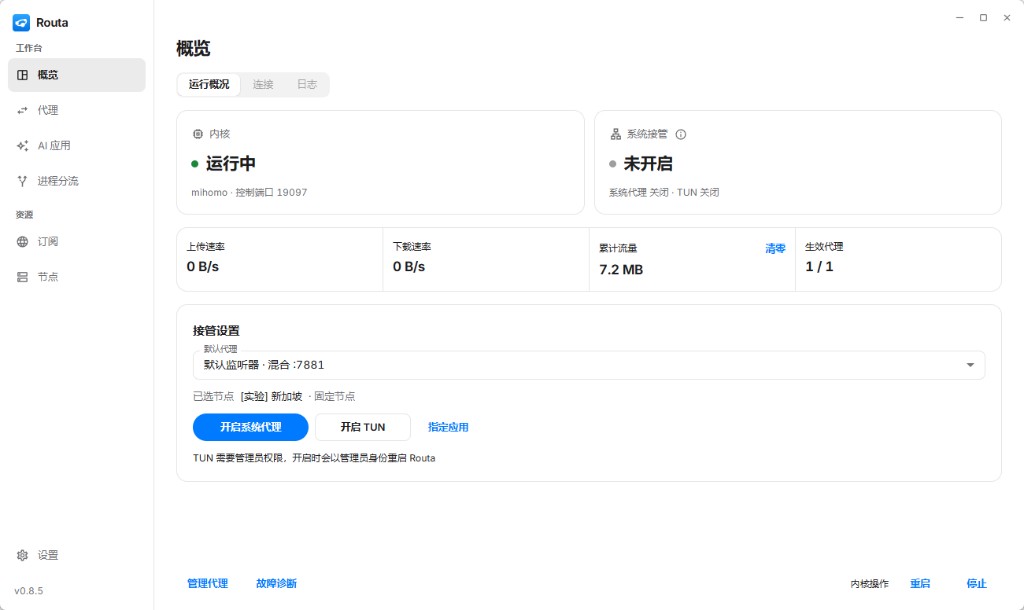 Routa
工作台
概览
代理
AI 应用
进程分流
资源
订阅
节点
设置
v0.8.5
概览
运行概况 连接 日志
内核
运行中
mihomo · 控制端口 19097
系统接管
未开启
系统代理 关闭 · TUN 关闭
上传速率
0 B/s
下载速率
0 B/s
累计流量 清零
7.2 MB
生效代理
1 / 1
接管设置
默认代理
默认监听器 · 混合 :7881
已选节点 [实验] 新加坡 · 固定节点
开启系统代理 开启 TUN 指定应用
TUN 需要管理员权限，开启时会以管理员身份重启 Routa
管理代理 故障诊断 内核操作 重启 停止